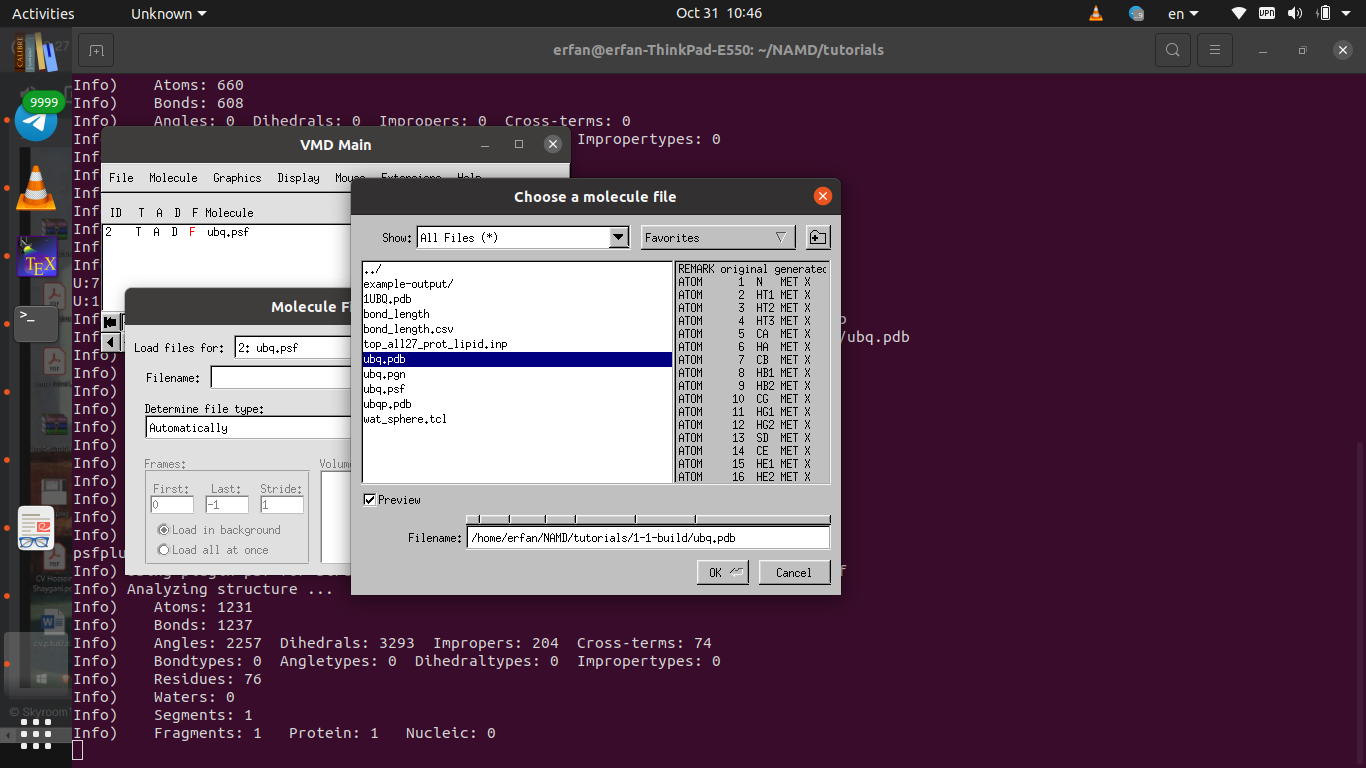 Activities
Unknown
Oct 31 10:46
en
VPN
erfan@erfan-ThinkPad-E550: ~/NAMD/tutorials
9999
Info)    Atoms: 660
Info)    Bonds: 608
Info)    Angles: 0  Dihedrals: 0  Impropers: 0  Cross-terms: 0
Impropertypes: 0
VMD Main
File Molecule Graphics Display Mouse Extensions Help
ID T A D F Molecule
2 T A D F ubq.psf
U:7
U:1
/ubq.pdb
Molecule Fi
Load files for: 2: ubq.psf
Filename:
Determine file type:
Automatically
Frames:
First: Last: Stride:
0 -1 1
Load in background
Load all at once
Volume
Choose a molecule file
Show: All Files (*)
Favorites
../
example-output/
1UBQ.pdb
bond_length
bond_length.csv
top_all27_prot_lipid.inp
ubq.pdb
ubq.pgn
ubq.psf
ubqp.pdb
wat_sphere.tcl
REMARK original generated
ATOM 1 N MET X
ATOM 2 HT1 MET X
ATOM 3 HT2 MET X
ATOM 4 HT3 MET X
ATOM 5 CA MET X
ATOM 6 HA MET X
ATOM 7 CB MET X
ATOM 8 HB1 MET X
ATOM 9 HB2 MET X
ATOM 10 CG MET X
ATOM 11 HG1 MET X
ATOM 12 HG2 MET X
ATOM 13 SD MET X
ATOM 14 CE MET X
ATOM 15 HE1 MET X
ATOM 16 HE2 MET X
Preview
Filename: /home/erfan/NAMD/tutorials/1-1-build/ubq.pdb
OK
Cancel
psfplu
Info) Analyzing structure ...
Info)    Atoms: 1231
Info)    Bonds: 1237
Info)    Angles: 2257  Dihedrals: 3293  Impropers: 204  Cross-terms: 74
Info)    Bondtypes: 0  Angletypes: 0  Dihedraltypes: 0  Impropertypes: 0
Info)    Residues: 76
Info)    Waters: 0
Info)    Segments: 1
Info)    Fragments: 1   Protein: 1   Nucleic: 0
CALIBRE
TEX
© Skyroom